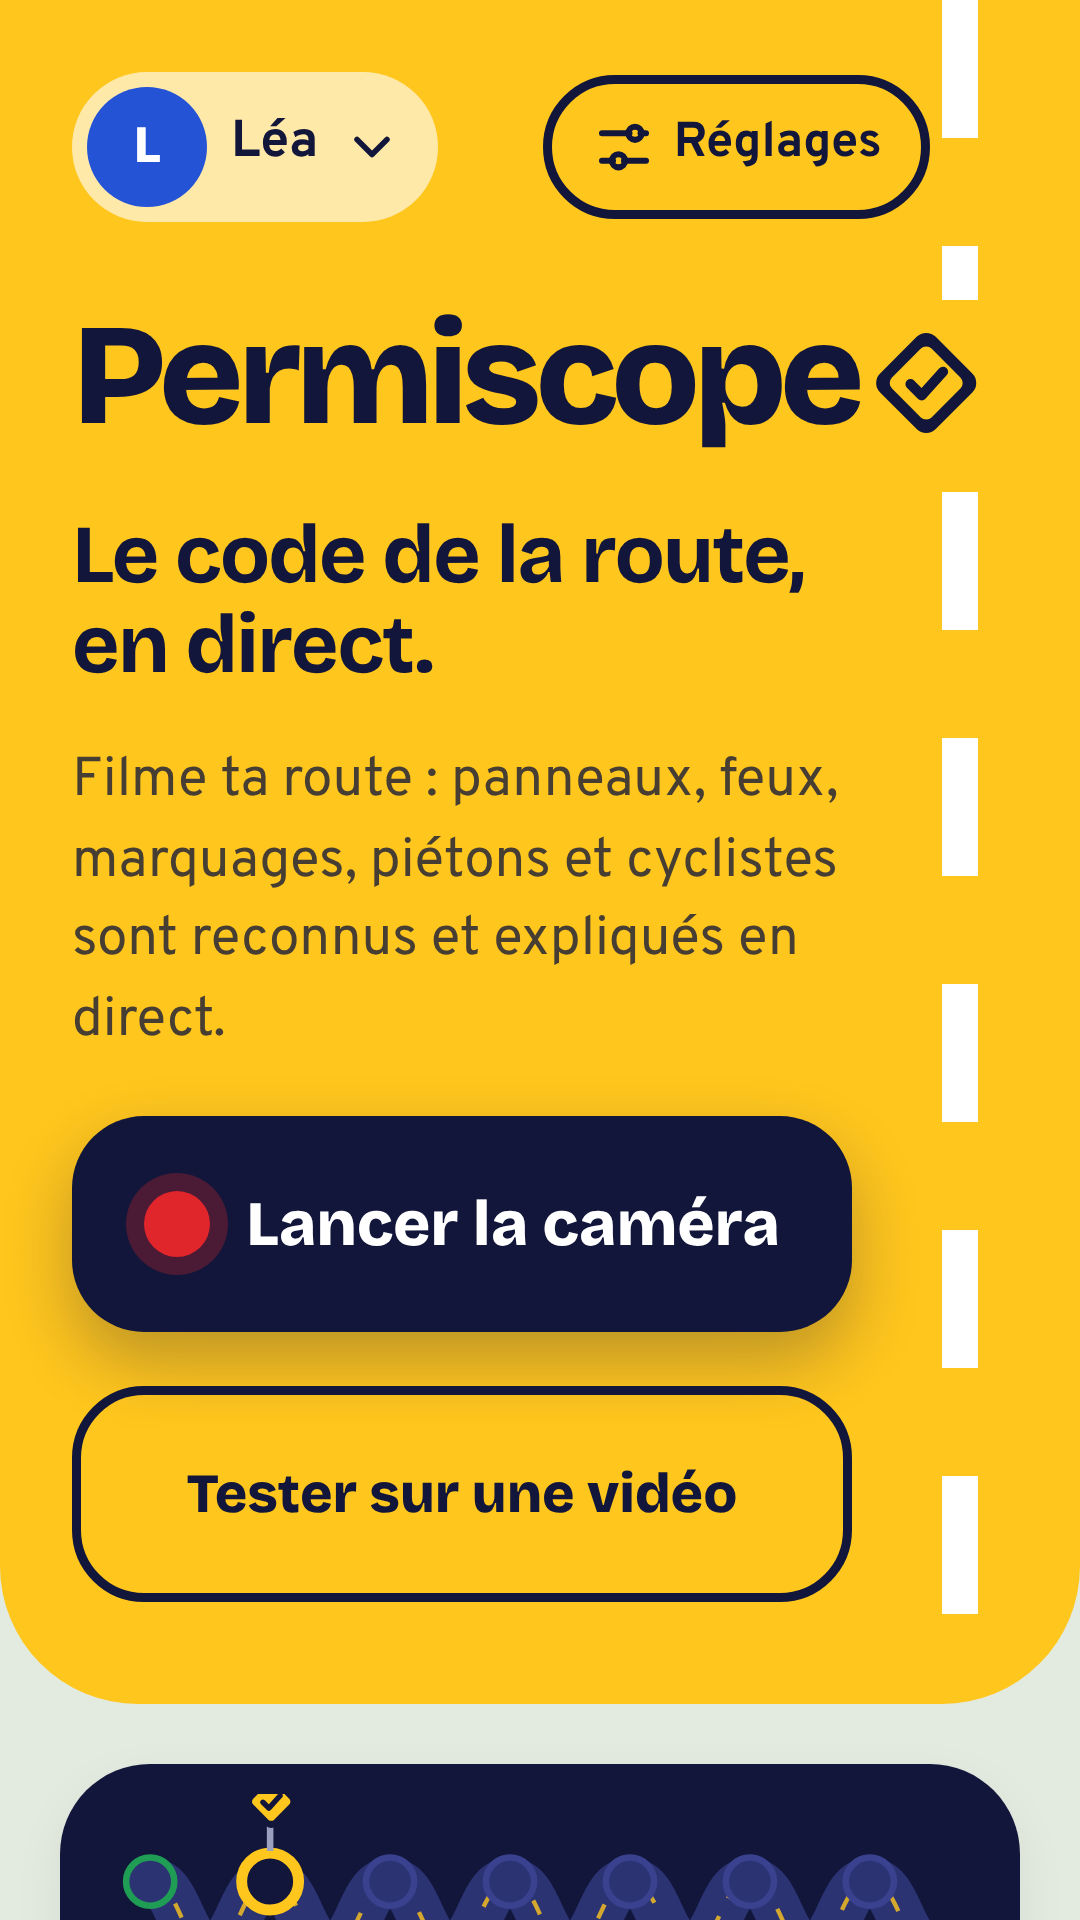 L Léa
Réglages
Permiscope
Le code de la route,
en direct.
Filme ta route : panneaux, feux,
marquages, piétons et cyclistes
sont reconnus et expliqués en
direct.
Lancer la caméra
Tester sur une vidéo